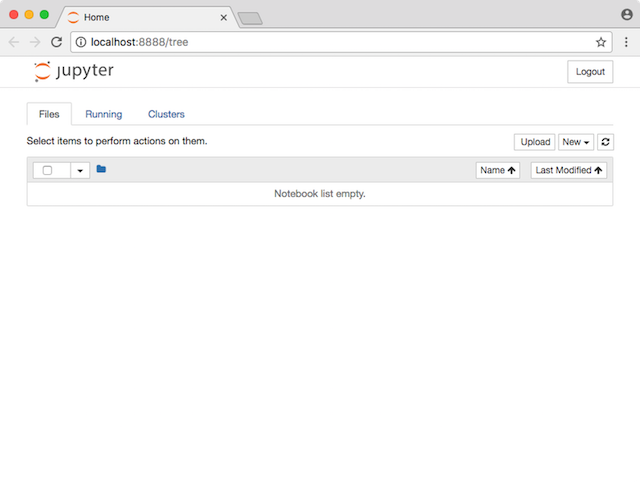 Home
localhost:8888/tree
jupyter
Logout
Files Running Clusters
Select items to perform actions on them.
Upload New
Name Last Modified
Notebook list empty.